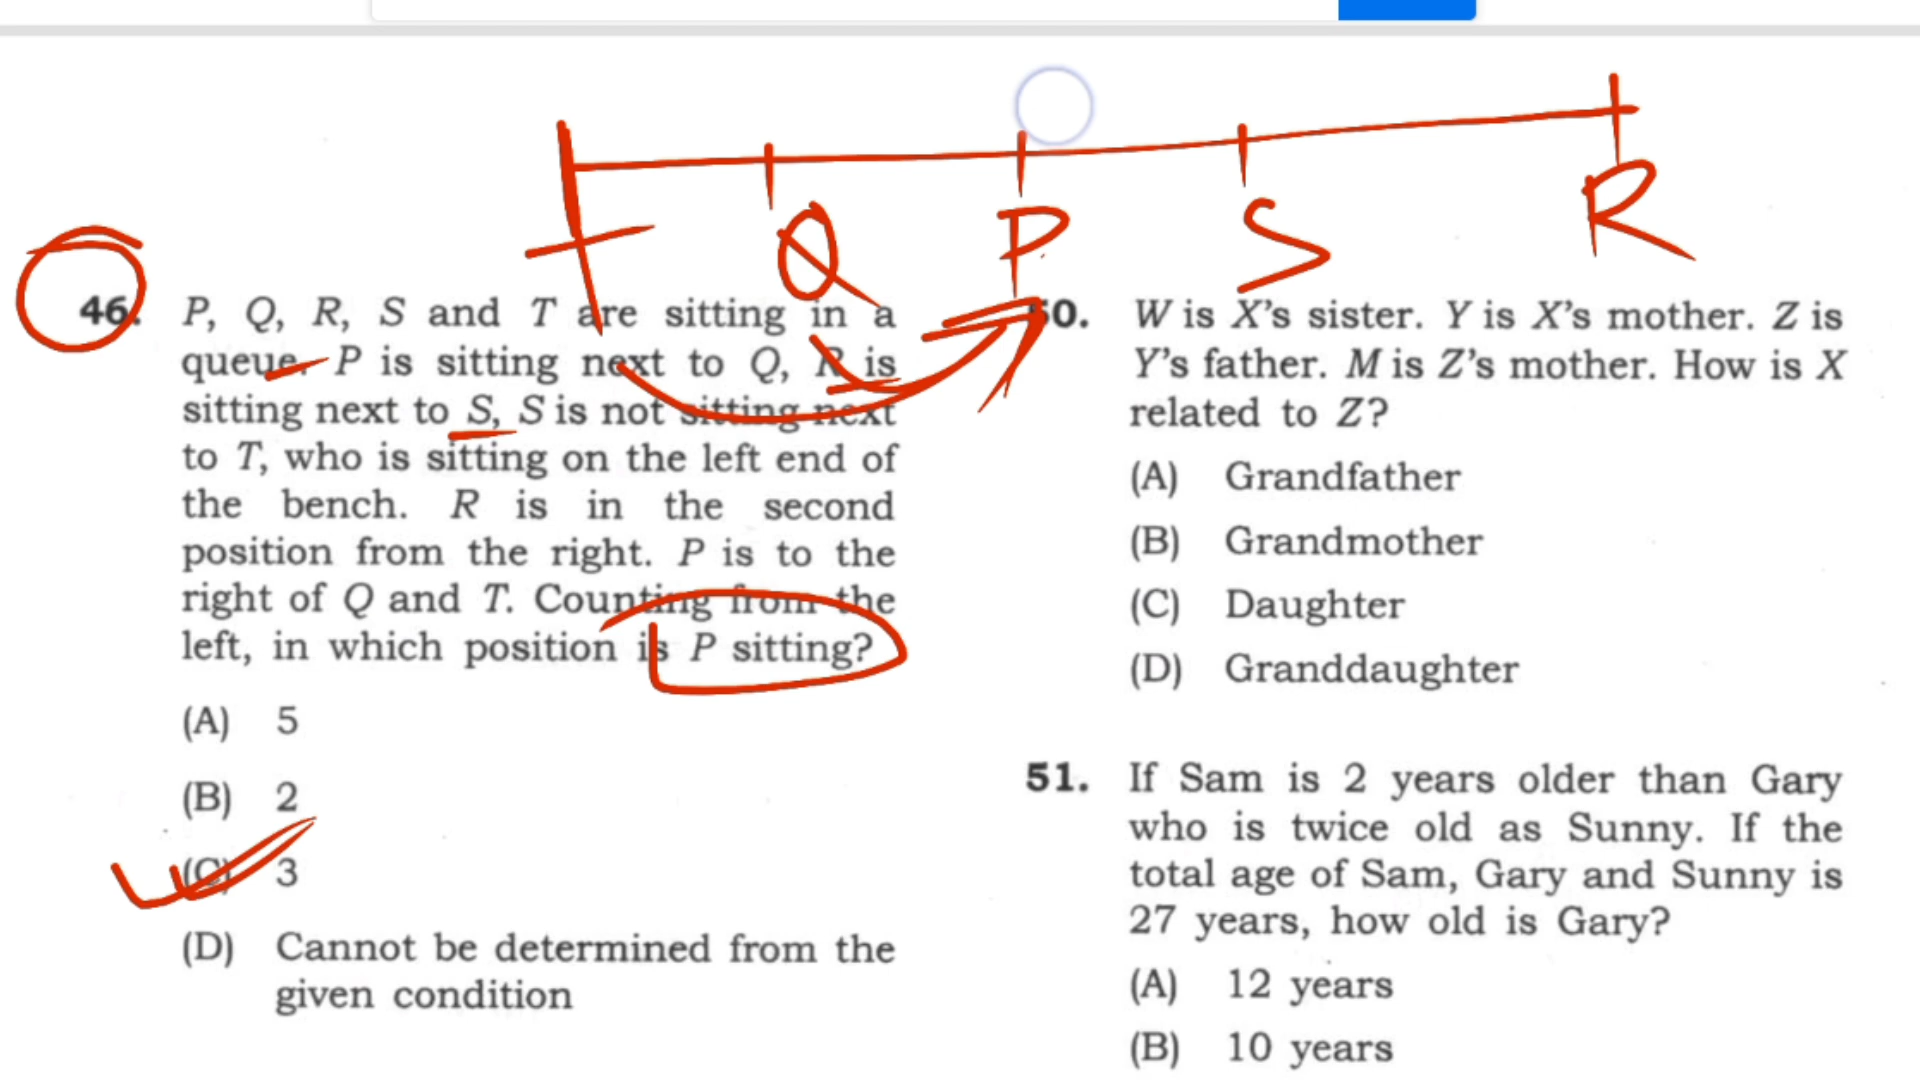 T Q P S R
46. P, Q, R, S and T are sitting in a
queue. P is sitting next to Q, R is
sitting next to S, S is not sitting next
to T, who is sitting on the left end of
the bench. R is in the second
position from the right. P is to the
right of Q and T. Counting from the
left, in which position is P sitting?
(A) 5
(B) 2
(C) 3
(D) Cannot be determined from the
given condition
50. W is X's sister. Y is X's mother. Z is
Y's father. M is Z's mother. How is X
related to Z?
(A) Grandfather
(B) Grandmother
(C) Daughter
(D) Granddaughter
51. If Sam is 2 years older than Gary
who is twice old as Sunny. If the
total age of Sam, Gary and Sunny is
27 years, how old is Gary?
(A) 12 years
(B) 10 years